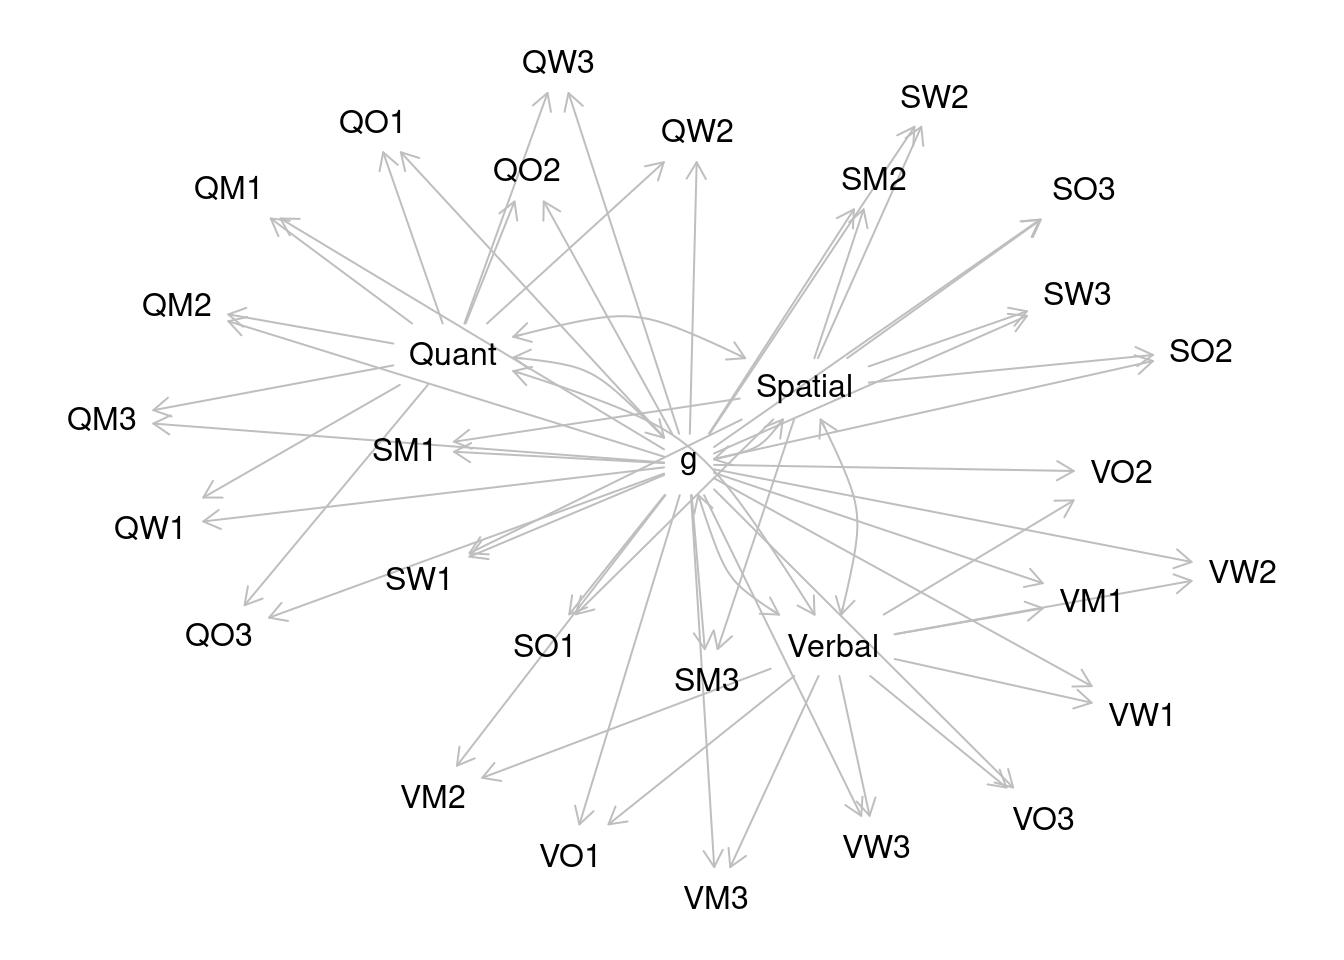 QW3
SW2
QO1
QW2
QO2
SM2
QM1
SO3
SW3
QM2
SO2
Quant
Spatial
QM3
SM1
g
VO2
QW1
VW2
SW1
VM1
QO3
SO1
Verbal
SM3
VW1
VM2
VO3
VW3
VO1
VM3